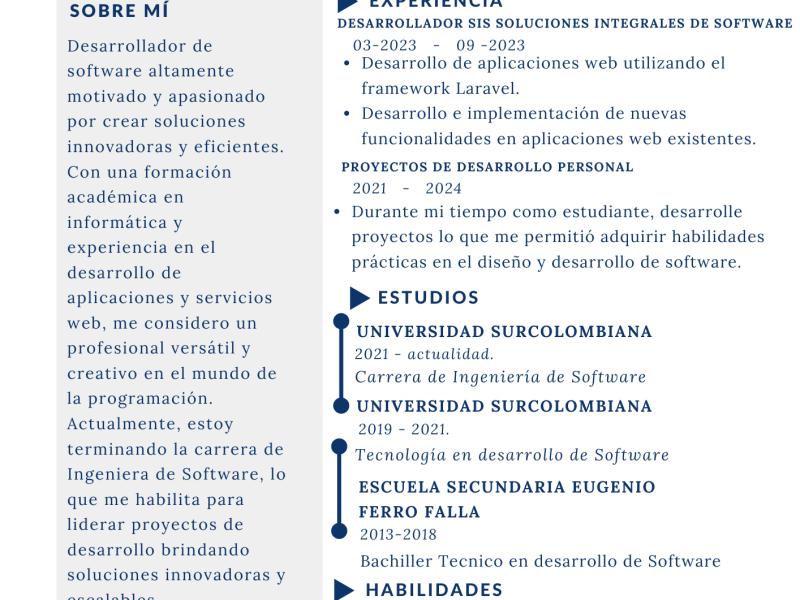 SOBRE MÍ
Desarrollador de
software altamente
motivado y apasionado
por crear soluciones
innovadoras y eficientes.
Con una formación
académica en
informática y
experiencia en el
desarrollo de
aplicaciones y servicios
web, me considero un
profesional versátil y
creativo en el mundo de
la programación.
Actualmente, estoy
terminando la carrera de
Ingeniera de Software, lo
que me habilita para
liderar proyectos de
desarrollo brindando
soluciones innovadoras y
escalables
EXPERIENCIA
DESARROLLADOR SIS SOLUCIONES INTEGRALES DE SOFTWARE
03-2023 - 09 -2023
• Desarrollo de aplicaciones web utilizando el
framework Laravel.
• Desarrollo e implementación de nuevas
funcionalidades en aplicaciones web existentes.
PROYECTOS DE DESARROLLO PERSONAL
2021 - 2024
• Durante mi tiempo como estudiante, desarrolle
proyectos lo que me permitió adquirir habilidades
prácticas en el diseño y desarrollo de software.
ESTUDIOS
UNIVERSIDAD SURCOLOMBIANA
2021 - actualidad.
Carrera de Ingeniería de Software
UNIVERSIDAD SURCOLOMBIANA
2019 - 2021.
Tecnología en desarrollo de Software
ESCUELA SECUNDARIA EUGENIO
FERRO FALLA
2013-2018
Bachiller Tecnico en desarrollo de Software
HABILIDADES